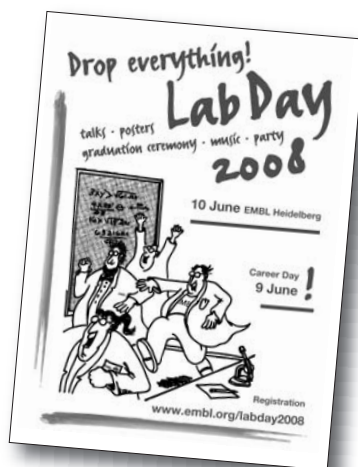 Drop everything!
Lab Day
talks · posters
graduation ceremony · music · party
2008
10 June EMBL Heidelberg
Career Day
9 June !
Registration
www.embl.org/labday2008